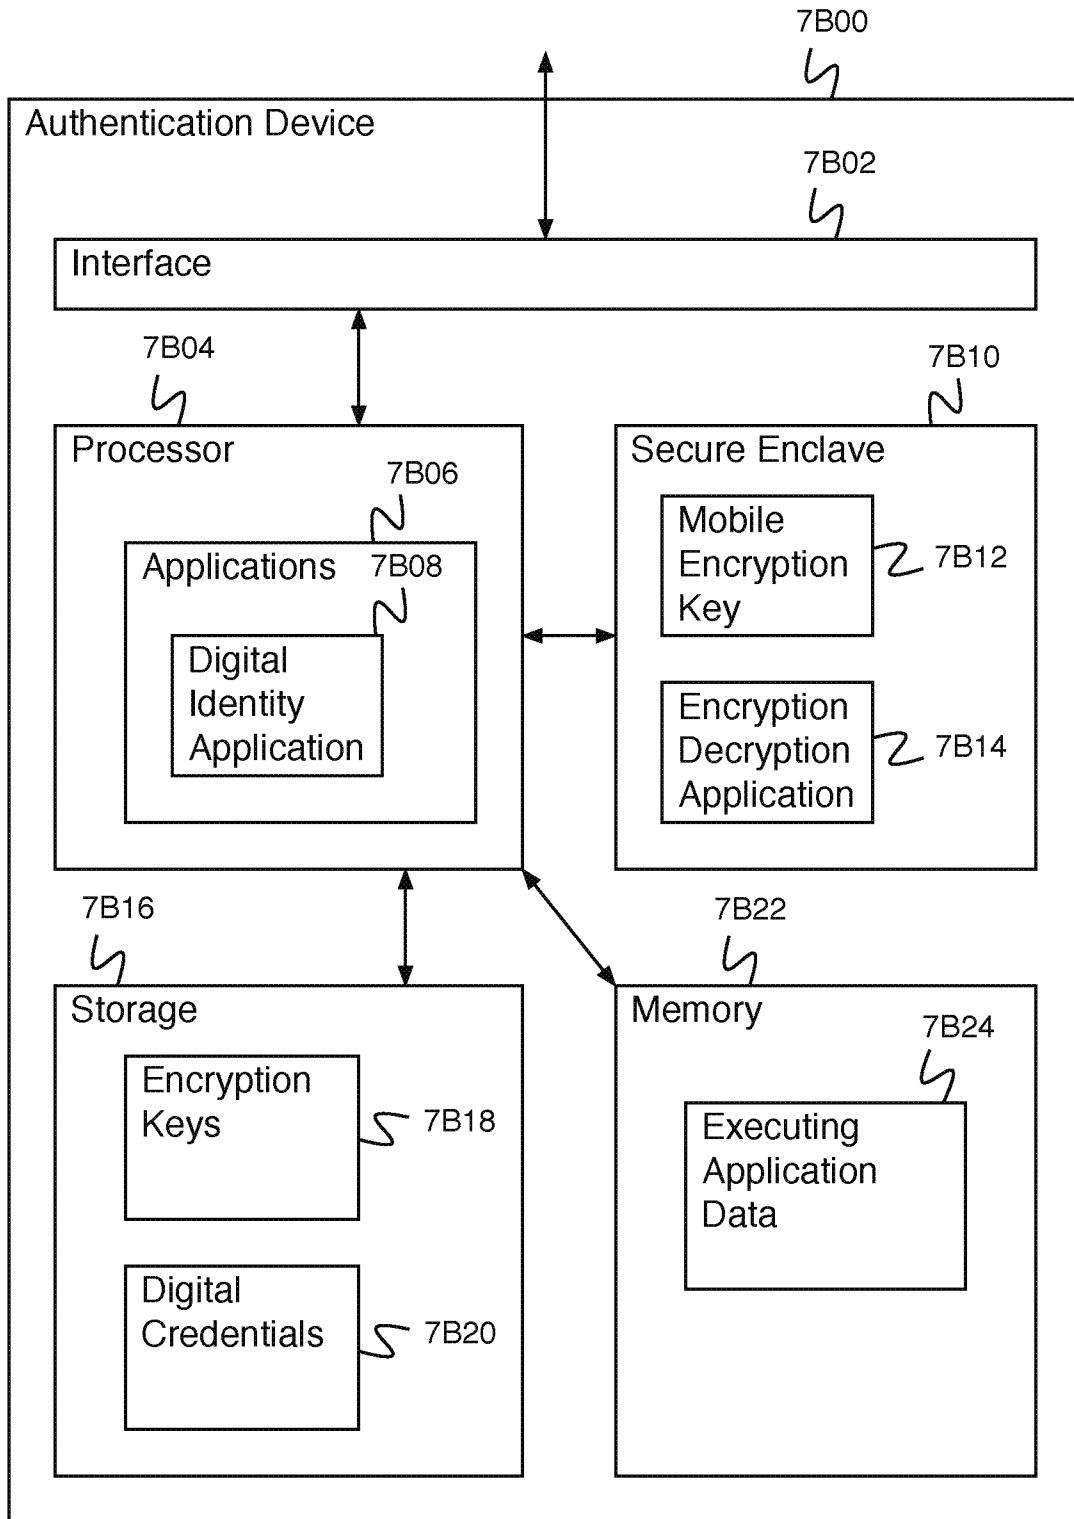 7B00
Authentication Device
7B02
Interface
7B04
7B10
Processor
Secure Enclave
7B06
Applications
7B08
Digital
Identity
Application
Mobile
Encryption
Key
7B12
Encryption
Decryption
Application
7B14
7B16
7B22
Storage
Memory
Encryption
Keys
7B18
Digital
Credentials
7B20
7B24
Executing
Application
Data